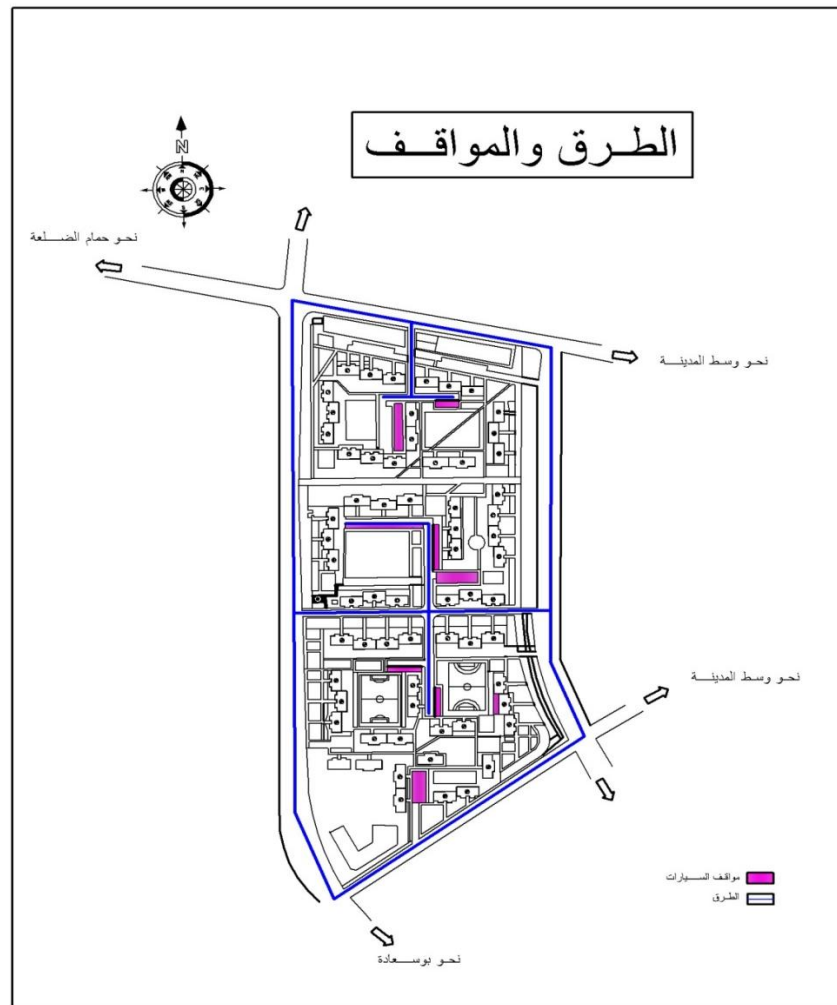 الطـرق والمواقــف
N
نحـو حمام الضـــلعة
نحـو وسط المدينـــة
نحـو وسط المدينـــة
مواقف الســـيارات
الطـرق
نحـو بوســـعادة